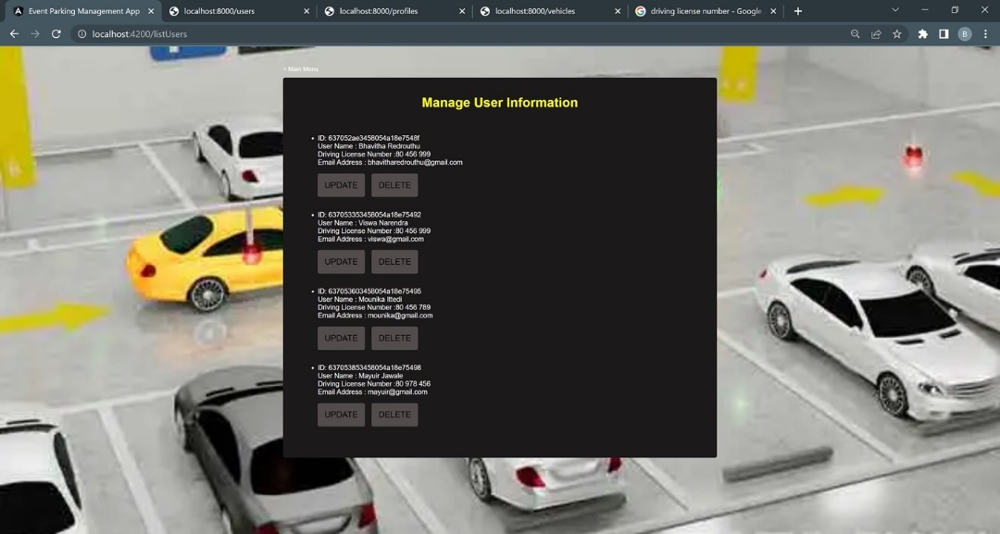 Event Parking Management App
localhost:8000/users
localhost:8000/profiles
localhost:8000/vehicles
driving license number - Google
localhost:4200/listUsers
B
< Main Menu
Manage User Information
• ID: 637052ae3458054a18e7548f
User Name : Bhavitha Redrouthu
Driving License Number :80 456 999
Email Address : bhavitharedrouthu@gmail.com
UPDATE DELETE
• ID: 637053353458054a18e75492
User Name : Viswa Narendra
Driving License Number :80 456 999
Email Address : viswa@gmail.com
UPDATE DELETE
• ID: 637053603458054a18e75495
User Name : Mounika Ittedi
Driving License Number :80 456 789
Email Address : mounika@gmail.com
UPDATE DELETE
• ID: 637053853458054a18e75498
User Name : Mayuir Jawale
Driving License Number :80 978 456
Email Address : mayuir@gmail.com
UPDATE DELETE